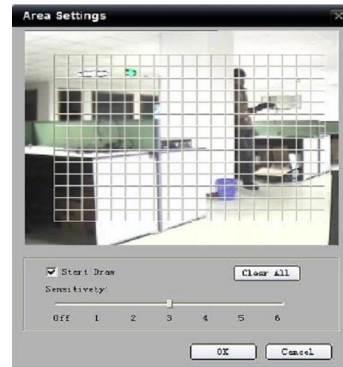 Area Settings
Start Draw
Clear All
Sensitivety:
Off 1 2 3 4 5 6
OK
Cancel